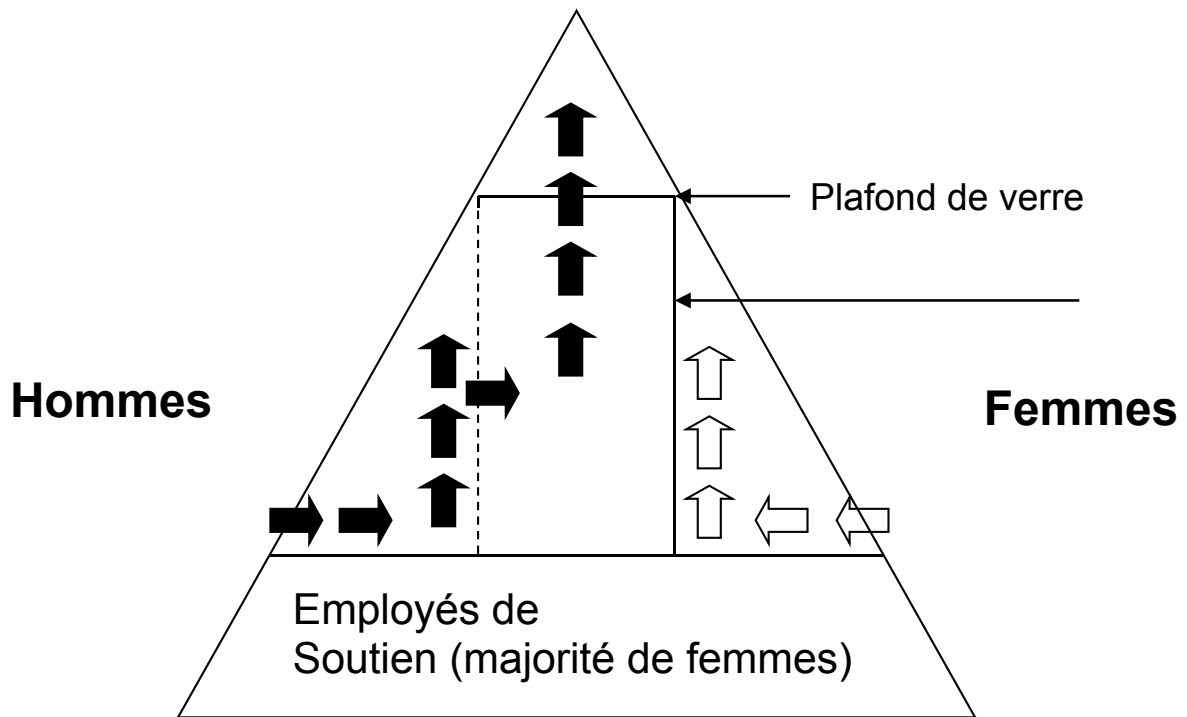 Plafond de verre
Hommes
Femmes
Employés de
Soutien (majorité de femmes)